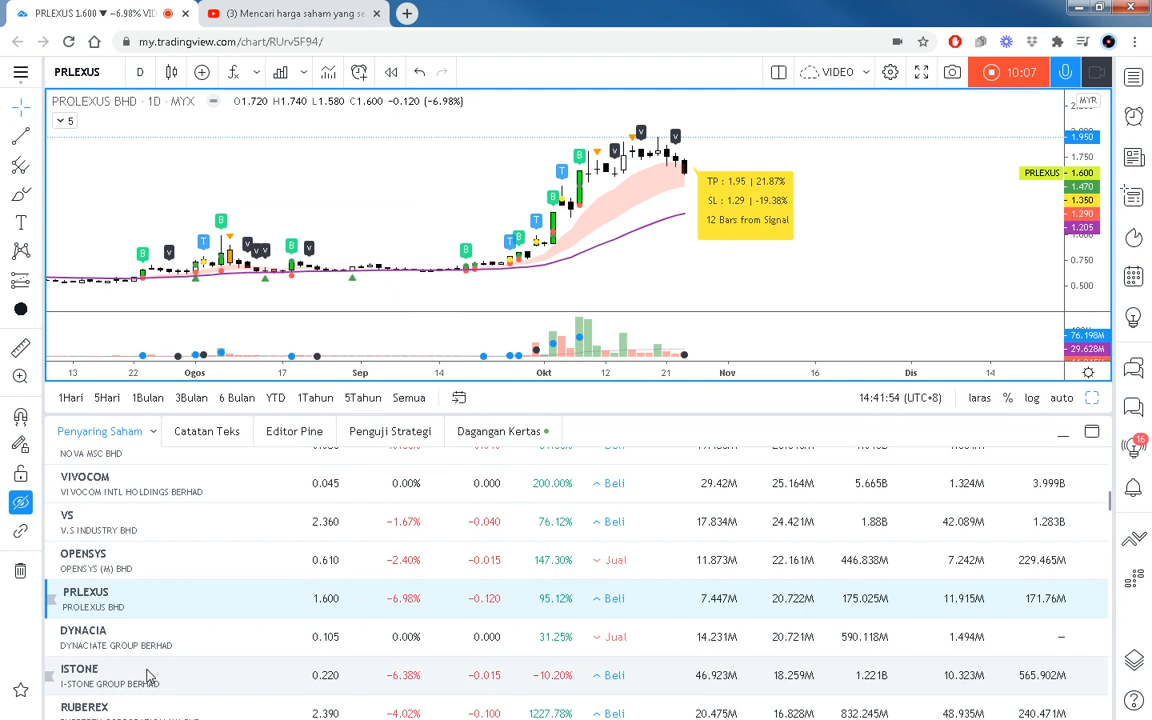 PRLEXUS 1.600 ▼ −6.98% VID
(3) Mencari harga saham yang se
my.tradingview.com/chart/RUrv5F94/
PRLEXUS D VIDEO 10:07
PROLEXUS BHD · 1D · MYX O1.720 H1.740 L1.580 C1.600 −0.120 (−6.98%)
MYR
5
1.950
1.750
PRLEXUS 1.600
1.470
1.350
1.290
1.205
0.750
0.500
TP : 1.95 | 21.87%
SL : 1.29 | -19.38%
12 Bars from Signal
B v T B v v v B v B T B T B T B v v v
76.198M
29.628M
13 22 Ogos 17 Sep 14 Okt 12 21 Nov 16 Dis 14
1Hari 5Hari 1Bulan 3Bulan 6 Bulan YTD 1Tahun 5Tahun Semua 14:41:54 (UTC+8) laras % log auto
Penyaring Saham Catatan Teks Editor Pine Penguji Strategi Dagangan Kertas
16
NOVA MSC BHD
VIVOCOM 0.045 0.00% 0.000 200.00% Beli 29.42M 25.164M 5.665B 1.324M 3.999B
VIVOCOM INTL HOLDINGS BERHAD
VS 2.360 −1.67% −0.040 76.12% Beli 17.834M 24.421M 1.88B 42.089M 1.283B
V.S INDUSTRY BHD
OPENSYS 0.610 −2.40% −0.015 147.30% Jual 11.873M 22.161M 446.838M 7.242M 229.465M
OPENSYS (M) BHD
PRLEXUS 1.600 −6.98% −0.120 95.12% Beli 7.447M 20.722M 175.025M 11.915M 171.76M
PROLEXUS BHD
DYNACIA 0.105 0.00% 0.000 31.25% Jual 14.231M 20.721M 590.118M 1.494M —
DYNACIATE GROUP BERHAD
ISTONE 0.220 −6.38% −0.015 −10.20% Beli 46.923M 18.259M 1.221B 10.323M 565.902M
I-STONE GROUP BERHAD
RUBEREX 2.390 −4.02% −0.100 1227.78% Beli 20.475M 16.828M 832.245M 48.935M 240.471M